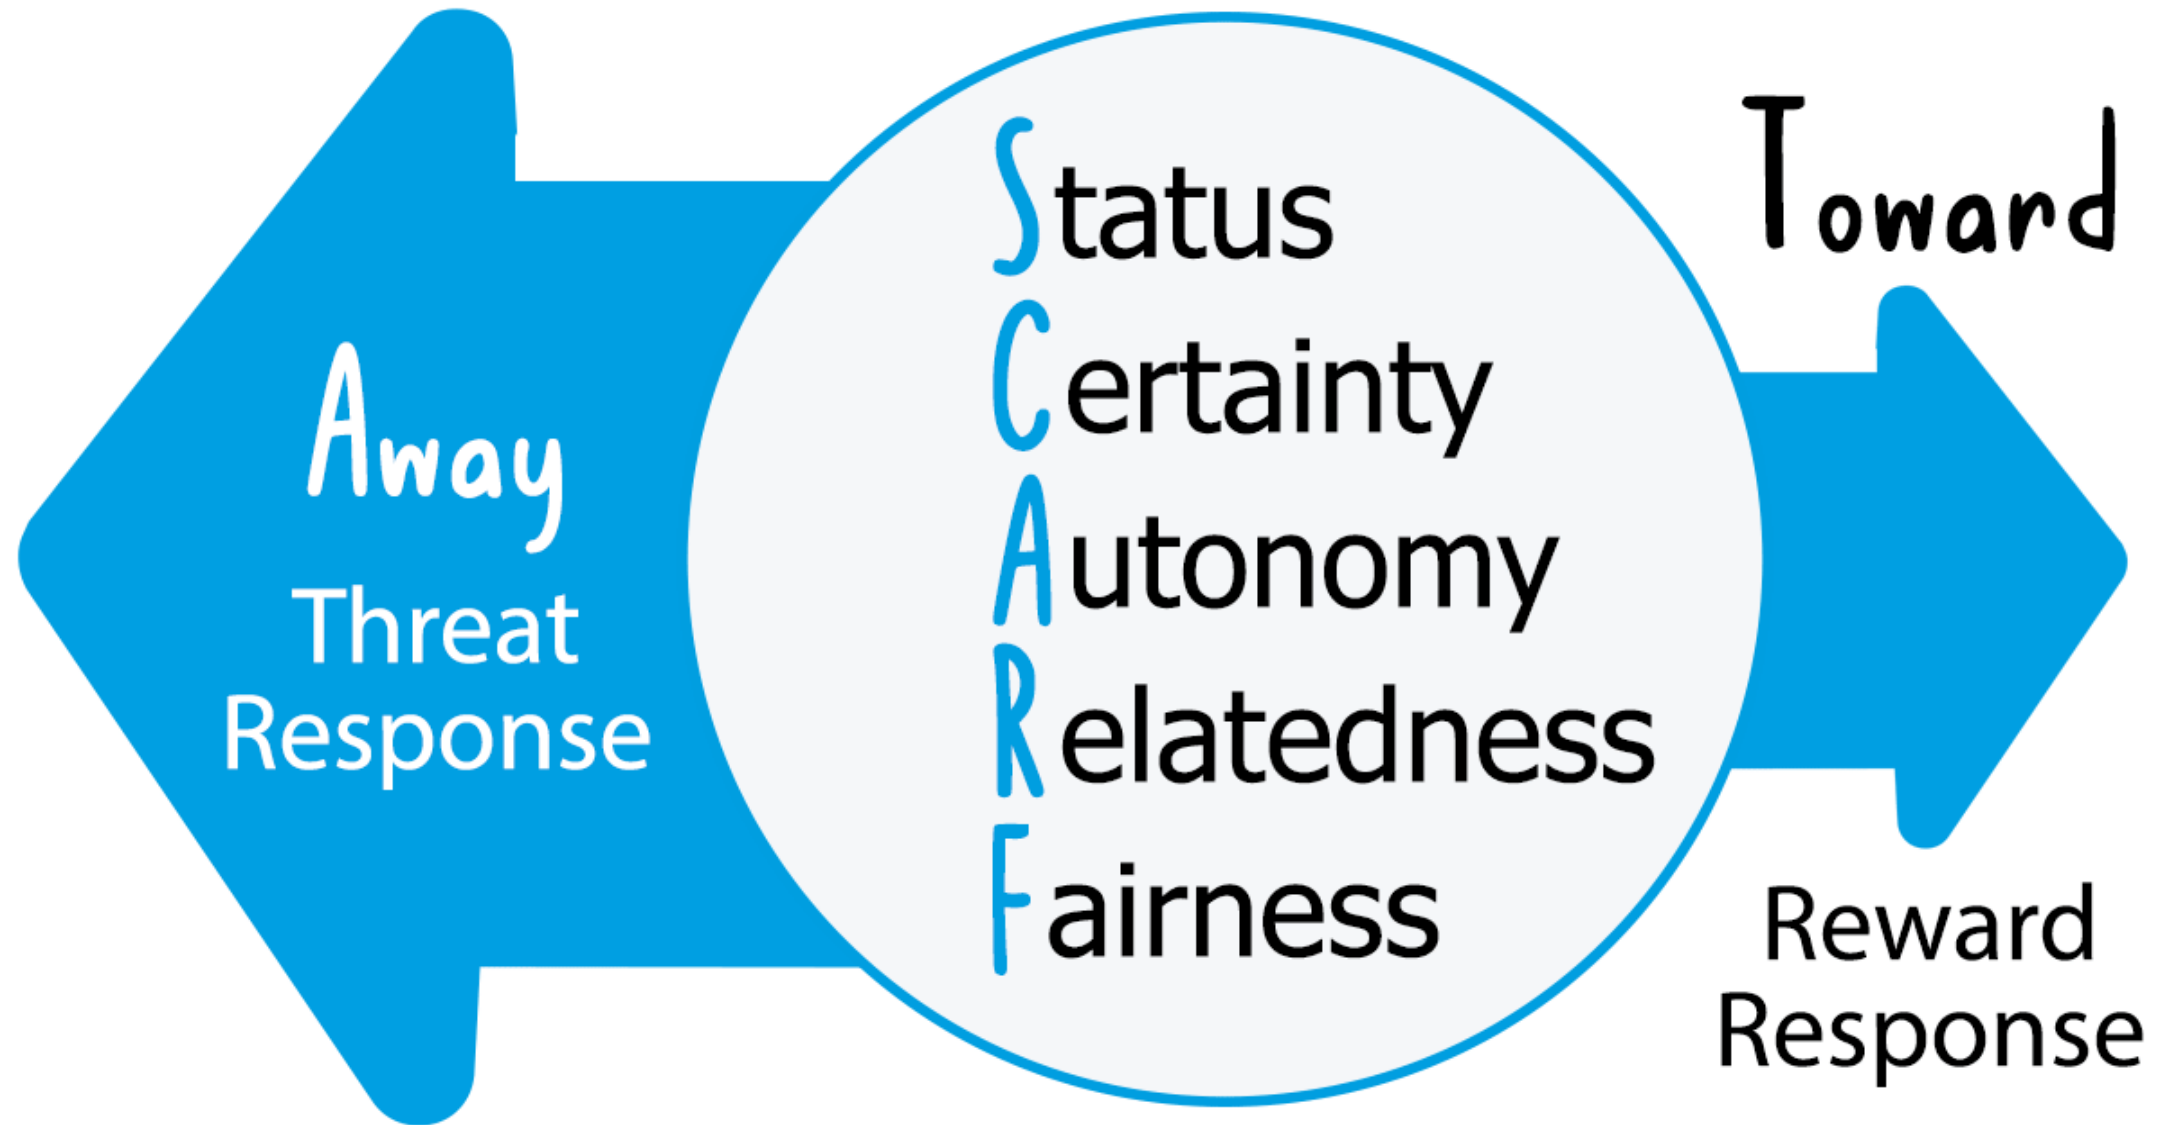 Away
Threat
Response
Status
Certainty
Autonomy
Relatedness
Fairness
Toward
Reward
Response